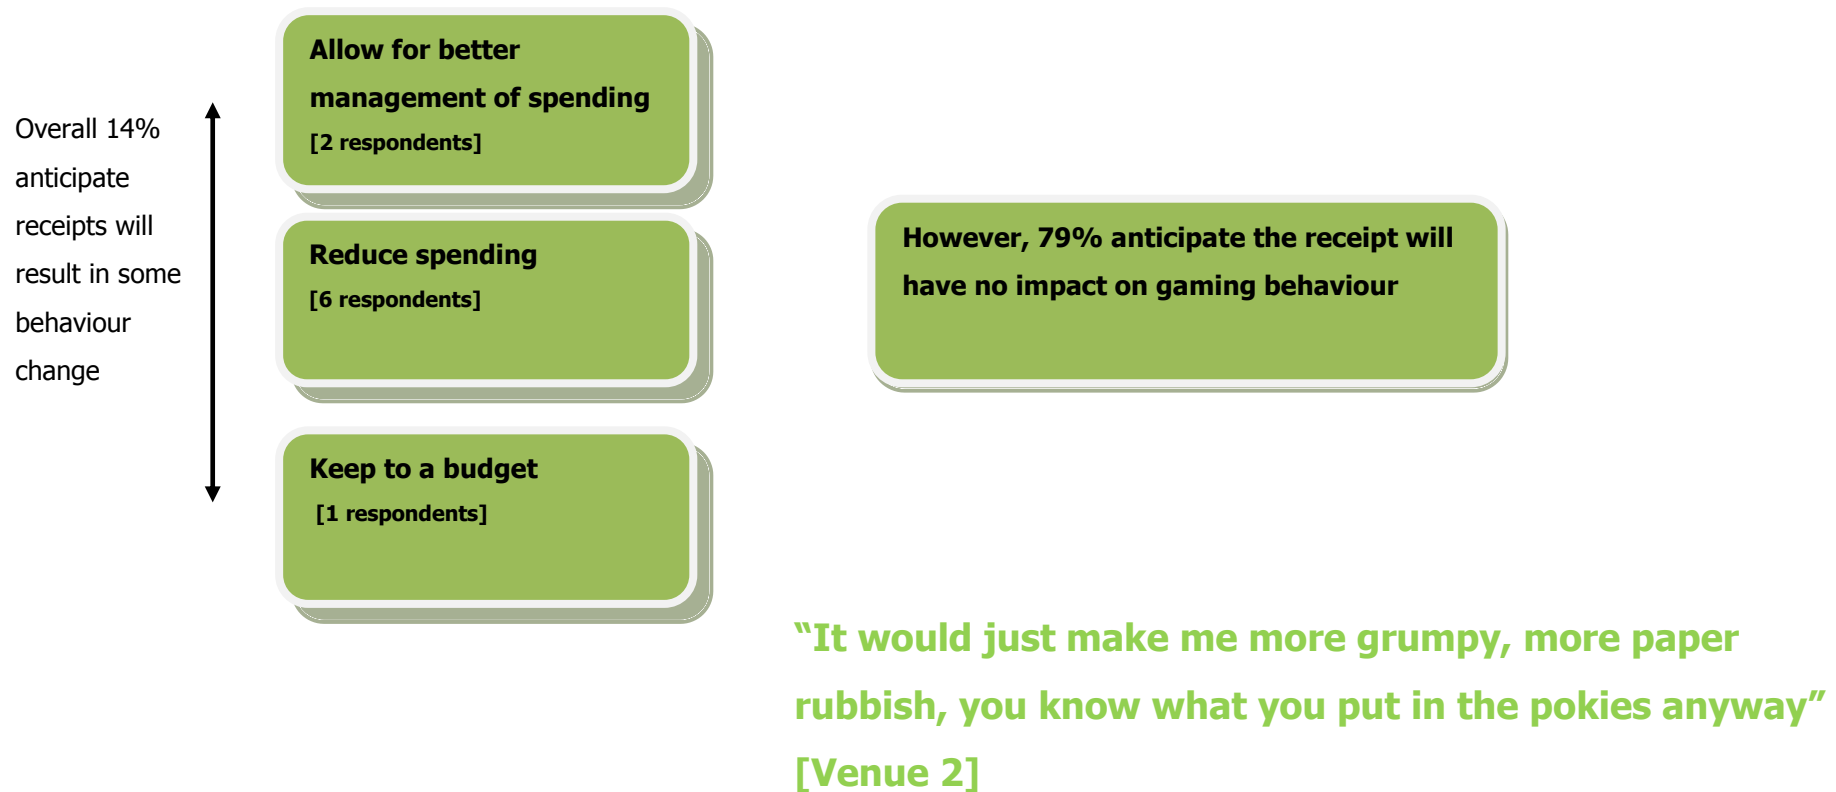 Overall 14%
anticipate
receipts will
result in some
behaviour
change
Allow for better
management of spending
[2 respondents]
Reduce spending
[6 respondents]
Keep to a budget
[1 respondents]
However, 79% anticipate the receipt will
have no impact on gaming behaviour
“It would just make me more grumpy, more paper
rubbish, you know what you put in the pokies anyway”
[Venue 2]